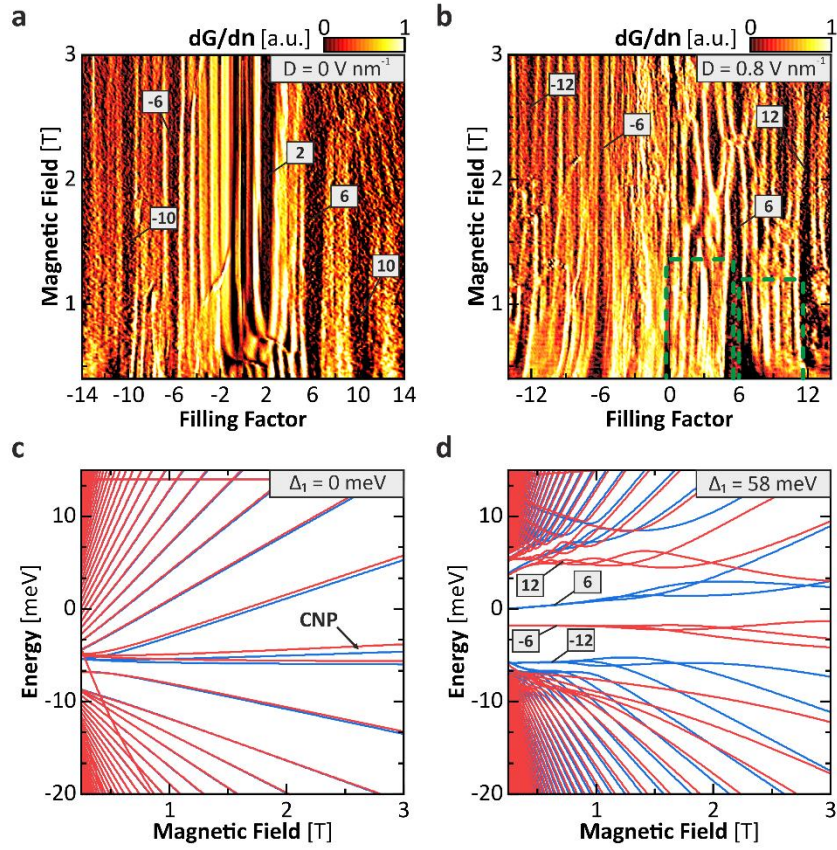 a
dG/dn [a.u.]
0
1
D = 0 V nm⁻¹
Magnetic Field [T]
3
2
1
-6
-10
2
6
10
-14
-10
-6
-2
2
6
10
14
Filling Factor
b
dG/dn [a.u.]
0
1
D = 0.8 V nm⁻¹
3
2
1
-12
-6
12
6
-12
-6
0
6
12
Filling Factor
c
Δ₁ = 0 meV
Energy [meV]
10
0
-10
-20
CNP
1
2
3
Magnetic Field [T]
d
Δ₁ = 58 meV
Energy [meV]
10
0
-10
-20
12
6
-6
-12
1
2
3
Magnetic Field [T]